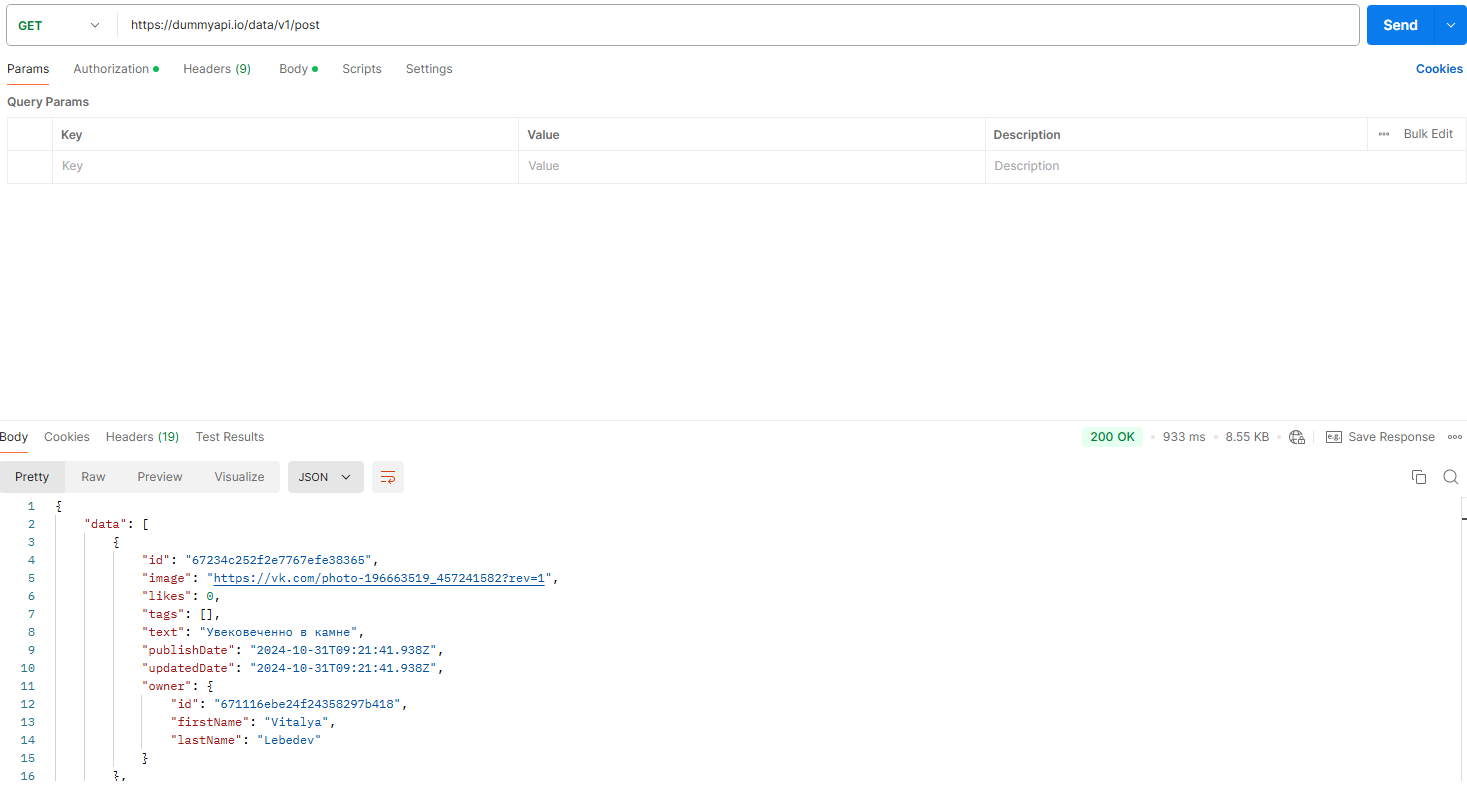 GET https://dummyapi.io/data/v1/post Send
Params Authorization Headers (9) Body Scripts Settings Cookies
Query Params
Key Value Description Bulk Edit
Key Value Description
Body Cookies Headers (19) Test Results 200 OK 933 ms 8.55 KB e.g. Save Response
Pretty Raw Preview Visualize JSON
1 {
2 "data": [
3 {
4 "id": "67234c252f2e7767efe38365",
5 "image": "https://vk.com/photo-196663519_457241582?rev=1",
6 "likes": 0,
7 "tags": [],
8 "text": "Увековеченно в камне",
9 "publishDate": "2024-10-31T09:21:41.938Z",
10 "updatedDate": "2024-10-31T09:21:41.938Z",
11 "owner": {
12 "id": "671116ebe24f24358297b418",
13 "firstName": "Vitalya",
14 "lastName": "Lebedev"
15 }
16 },